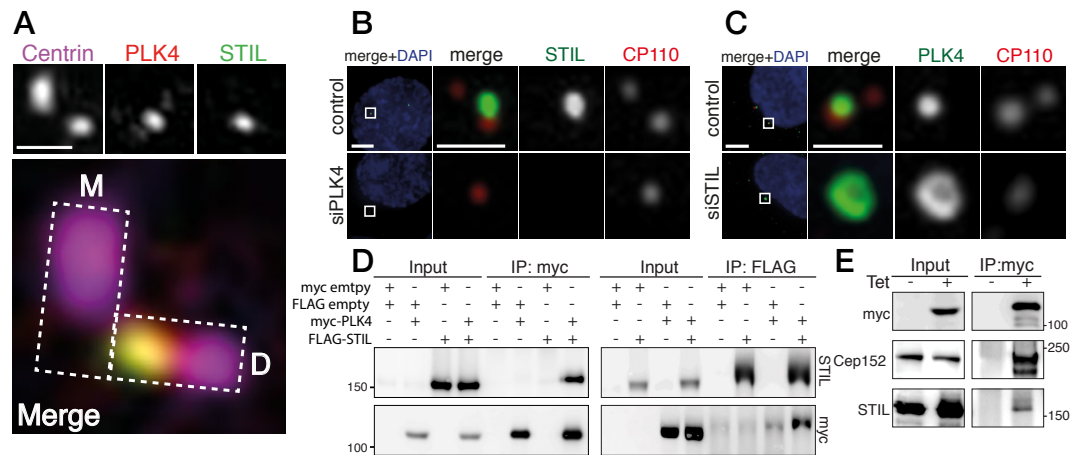 A
Centrin PLK4 STIL
M
D
Merge
B
merge+DAPI merge STIL CP110
control
siPLK4
C
merge+DAPI merge PLK4 CP110
control
siSTIL
D
Input IP: myc Input IP: FLAG
myc emtpy + - + - + - + - + - + - + + - -
FLAG empty + + - - + + - - + - + - + - + -
myc-PLK4 - + - + - + - + - - + + - - + +
FLAG-STIL - - + + - - + + - + - + - + - +
150
STIL
100
myc
E
Input IP:myc
Tet - + - +
myc
100
Cep152
250
STIL
150